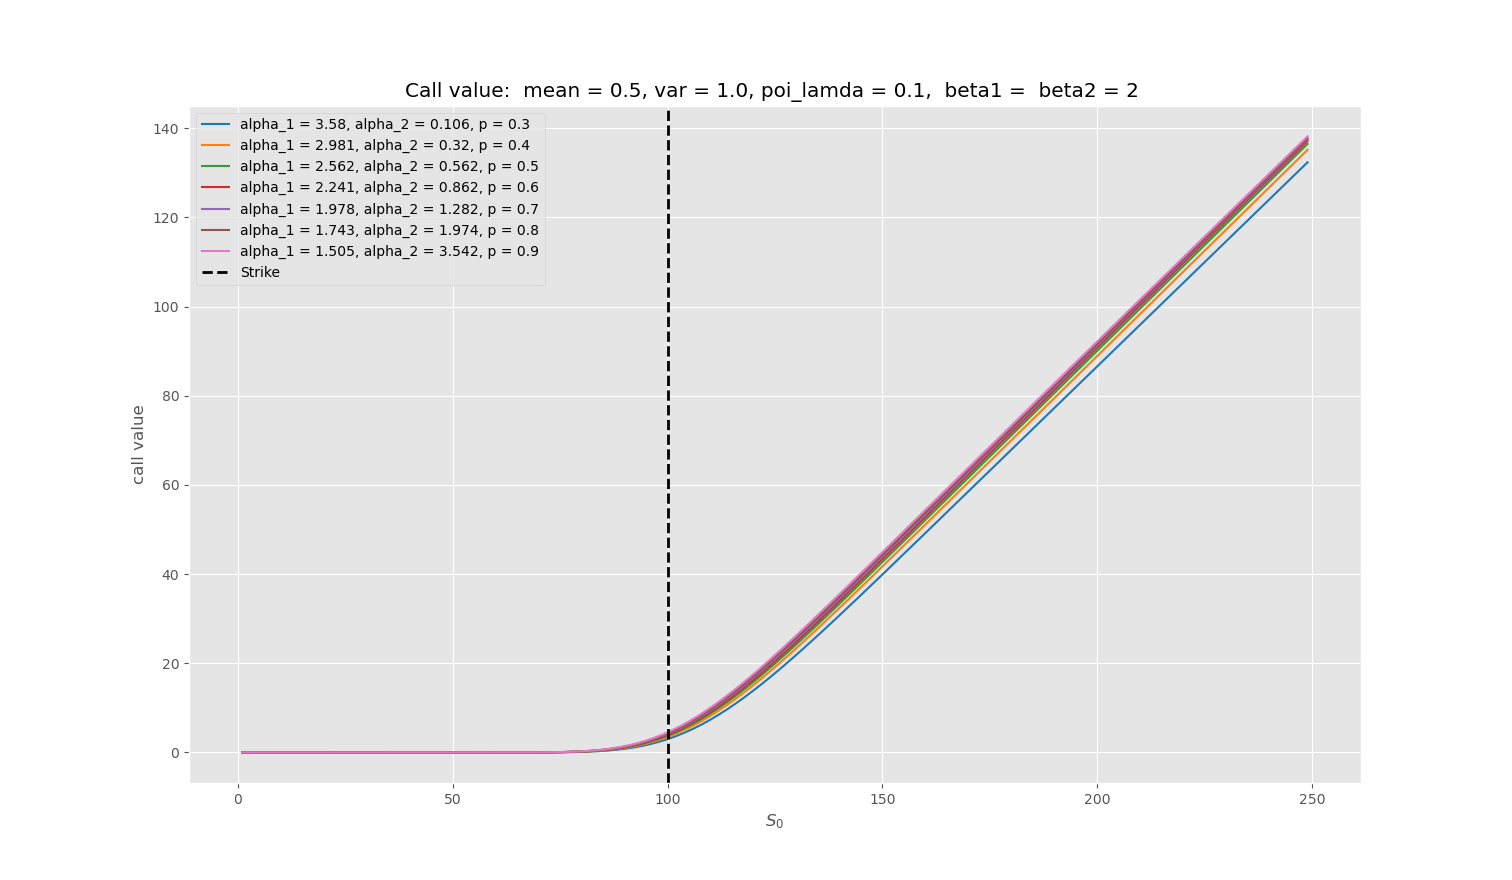 Call value:  mean = 0.5, var = 1.0, poi_lamda = 0.1,  beta1 =  beta2 = 2
alpha_1 = 3.58, alpha_2 = 0.106, p = 0.3
alpha_1 = 2.981, alpha_2 = 0.32, p = 0.4
alpha_1 = 2.562, alpha_2 = 0.562, p = 0.5
alpha_1 = 2.241, alpha_2 = 0.862, p = 0.6
alpha_1 = 1.978, alpha_2 = 1.282, p = 0.7
alpha_1 = 1.743, alpha_2 = 1.974, p = 0.8
alpha_1 = 1.505, alpha_2 = 3.542, p = 0.9
Strike
140
120
100
80
60
40
20
0
call value
0 50 100 150 200 250
S₀